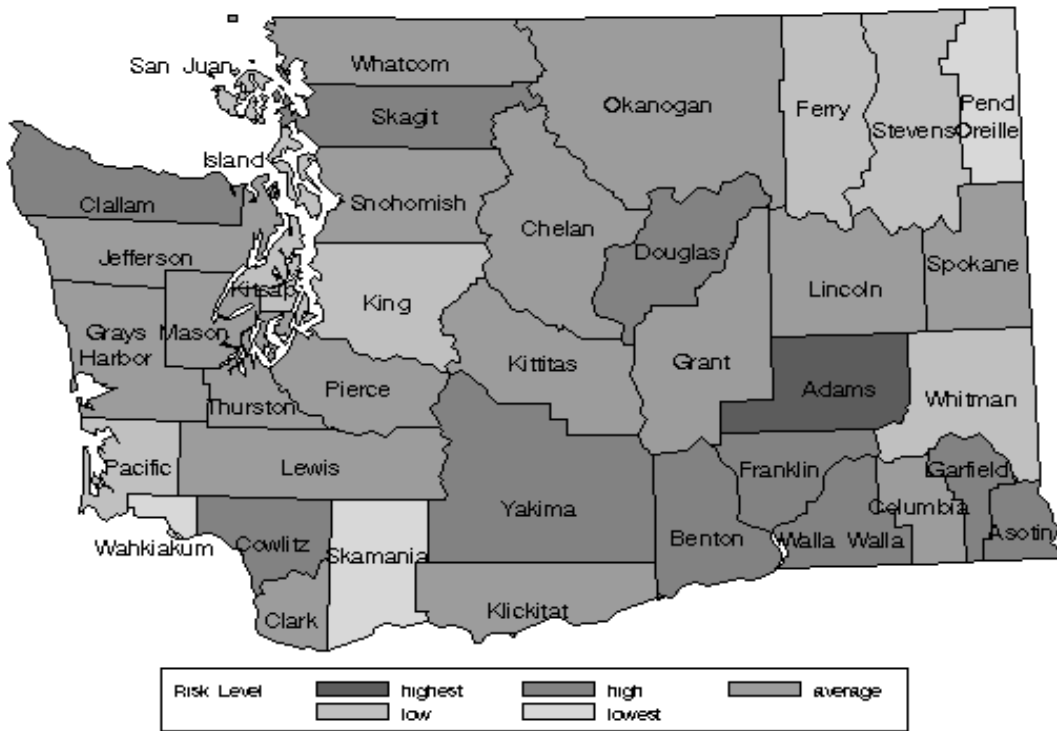 San Juan
Whatcom
Skagit
Okanogan
Ferry
Stevens
Pend
Oreille
Island
Clallam
Snohomish
Chelan
Douglas
Jefferson
Kitsap
King
Lincoln
Spokane
Grays
Harbor
Mason
Kittitas
Grant
Adams
Pierce
Thurston
Whitman
Pacific
Lewis
Yakima
Franklin
Garfield
Columbia
Wahkiakum
Cowlitz
Skamania
Benton
Walla Walla
Asotin
Clark
Klickitat
Risk Level highest high average
low lowest